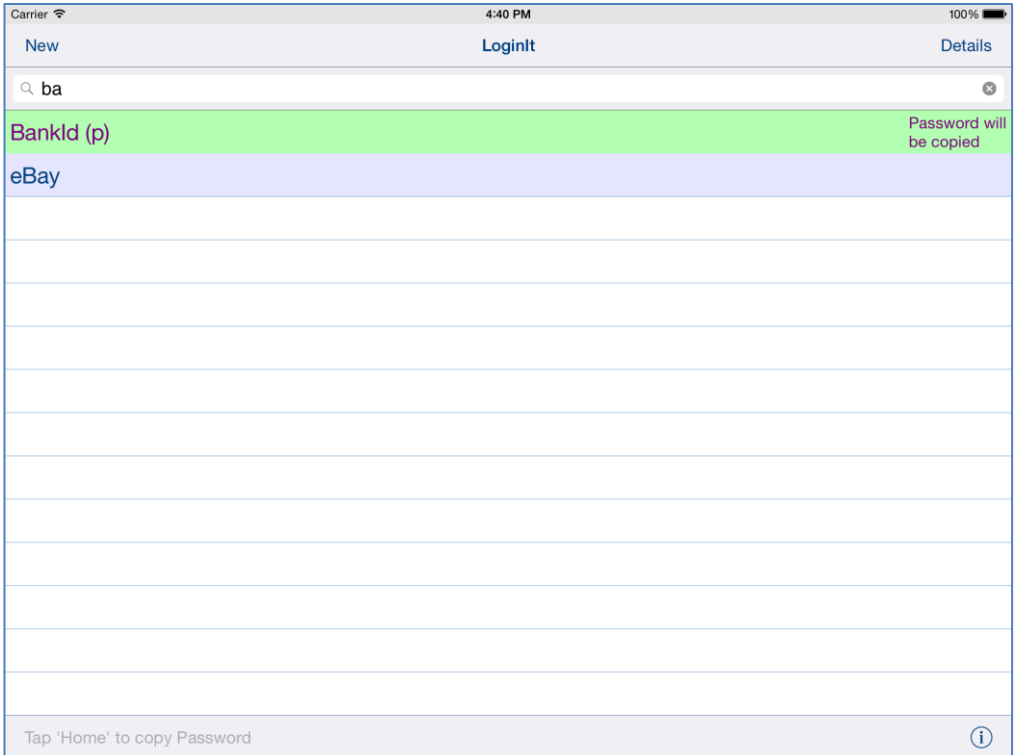 Carrier 4:40 PM 100%
New LoginIt Details
ba
BankId (p) Password will
be copied
eBay
Tap 'Home' to copy Password